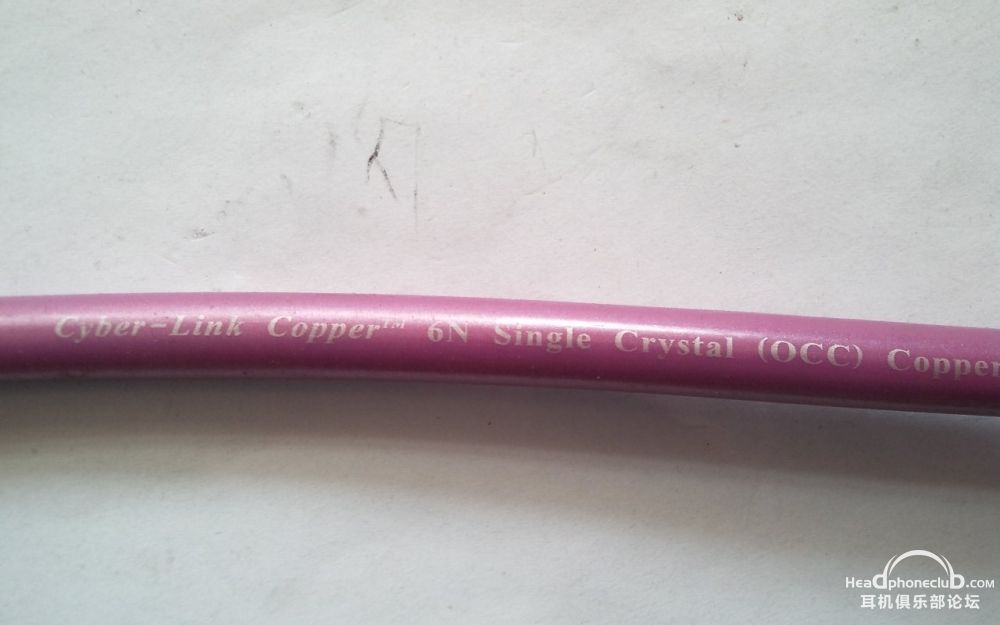 Cyber-Link Copper™ 6N Single Crystal (OCC) Copper
Headphoneclub.com
耳机俱乐部论坛